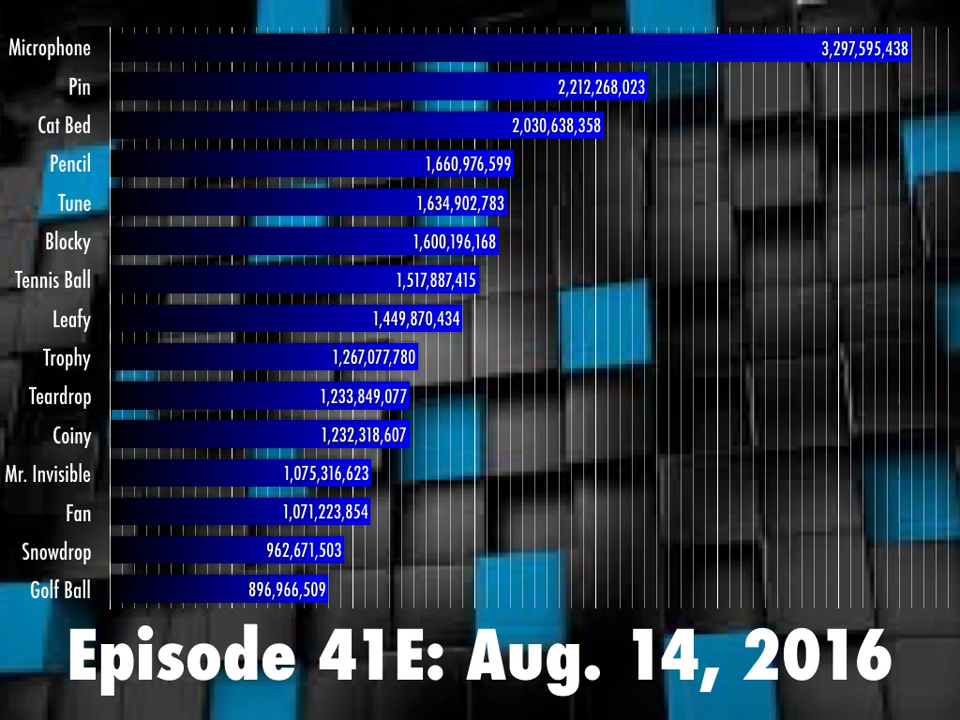 Microphone 3,297,595,438
Pin 2,212,268,023
Cat Bed 2,030,638,358
Pencil 1,660,976,599
Tune 1,634,902,783
Blocky 1,600,196,168
Tennis Ball 1,517,887,415
Leafy 1,449,870,434
Trophy 1,267,077,780
Teardrop 1,233,849,077
Coiny 1,232,318,607
Mr. Invisible 1,075,316,623
Fan 1,071,223,854
Snowdrop 962,671,503
Golf Ball 896,966,509
Episode 41E: Aug. 14, 2016